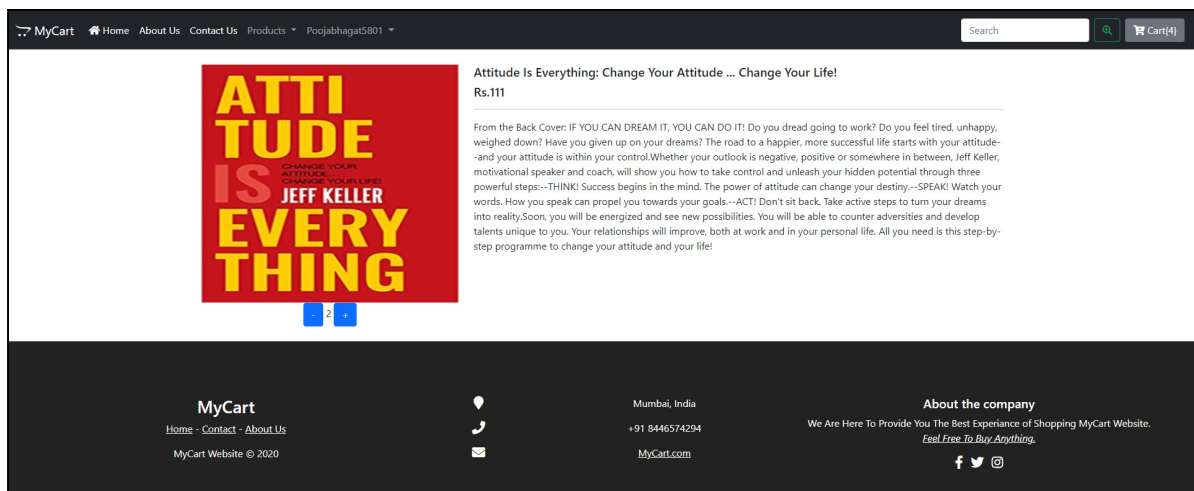 MyCart Home About Us Contact Us Products Poojabhagat5801 Search Cart(4)
ATTI
TUDE
IS
CHANGE YOUR
ATTITUDE...
CHANGE YOUR LIFE!
JEFF KELLER
EVERY
THING
- 2 +
Attitude Is Everything: Change Your Attitude ... Change Your Life!
Rs.111
From the Back Cover: IF YOU CAN DREAM IT, YOU CAN DO IT! Do you dread going to work? Do you feel tired, unhappy,
weighed down? Have you given up on your dreams? The road to a happier, more successful life starts with your attitude-
-and your attitude is within your control.Whether your outlook is negative, positive or somewhere in between, Jeff Keller,
motivational speaker and coach, will show you how to take control and unleash your hidden potential through three
powerful steps:--THINK! Success begins in the mind. The power of attitude can change your destiny.--SPEAK! Watch your
words. How you speak can propel you towards your goals.--ACT! Don't sit back. Take active steps to turn your dreams
into reality.Soon, you will be energized and see new possibilities. You will be able to counter adversities and develop
talents unique to you. Your relationships will improve, both at work and in your personal life. All you need is this step-by-
step programme to change your attitude and your life!
MyCart
Home - Contact - About Us
MyCart Website © 2020
Mumbai, India
+91 8446574294
MyCart.com
About the company
We Are Here To Provide You The Best Experiance of Shopping MyCart Website.
Feel Free To Buy Anything.